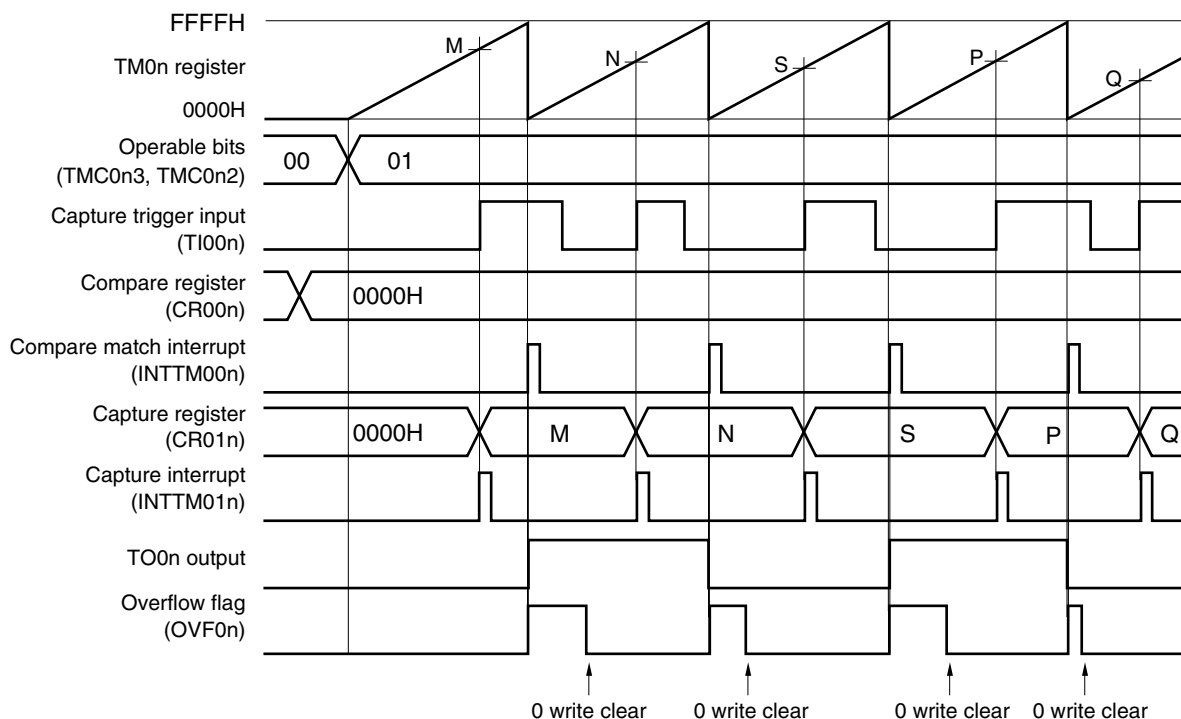 FFFFH
TM0n register
0000H
M N S P Q
Operable bits
(TMC0n3, TMC0n2)
00 01
Capture trigger input
(TI00n)
Compare register
(CR00n)
0000H
Compare match interrupt
(INTTM00n)
Capture register
(CR01n)
0000H M N S P Q
Capture interrupt
(INTTM01n)
TO0n output
Overflow flag
(OVF0n)
0 write clear 0 write clear 0 write clear 0 write clear